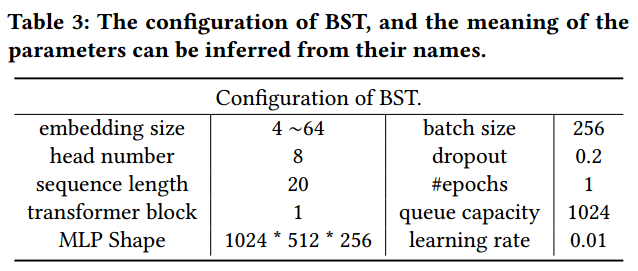 Table 3: The configuration of BST, and the meaning of the
parameters can be inferred from their names.
Configuration of BST.
embedding size 4 ~64 batch size 256
head number 8 dropout 0.2
sequence length 20 #epochs 1
transformer block 1 queue capacity 1024
MLP Shape 1024 * 512 * 256 learning rate 0.01